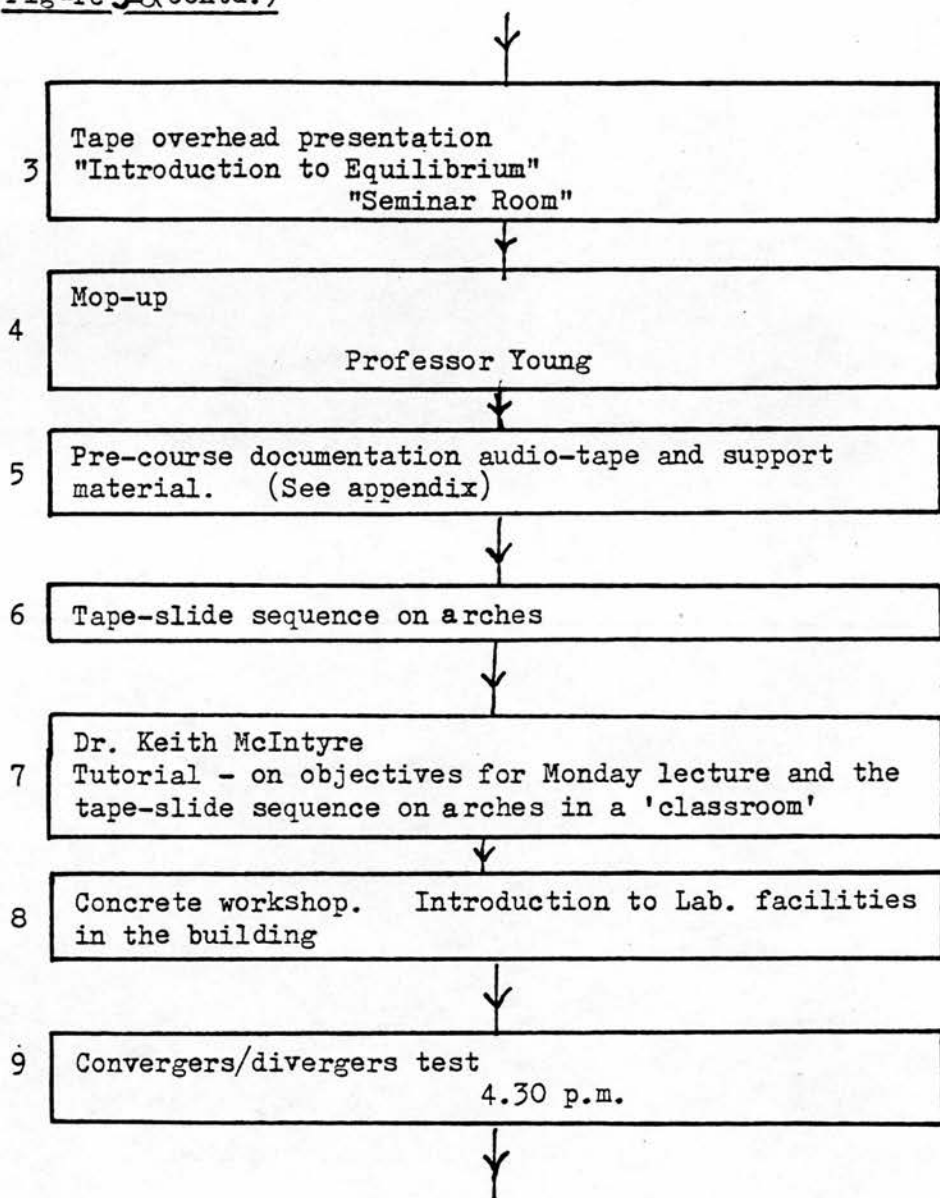 (contd.)
3
Tape overhead presentation
"Introduction to Equilibrium"
"Seminar Room"
4
Mop-up
Professor Young
5
Pre-course documentation audio-tape and support
material. (See appendix)
6
Tape-slide sequence on arches
7
Dr. Keith McIntyre
Tutorial - on objectives for Monday lecture and the
tape-slide sequence on arches in a 'classroom'
8
Concrete workshop. Introduction to Lab. facilities
in the building
9
Convergers/divergers test
4.30 p.m.